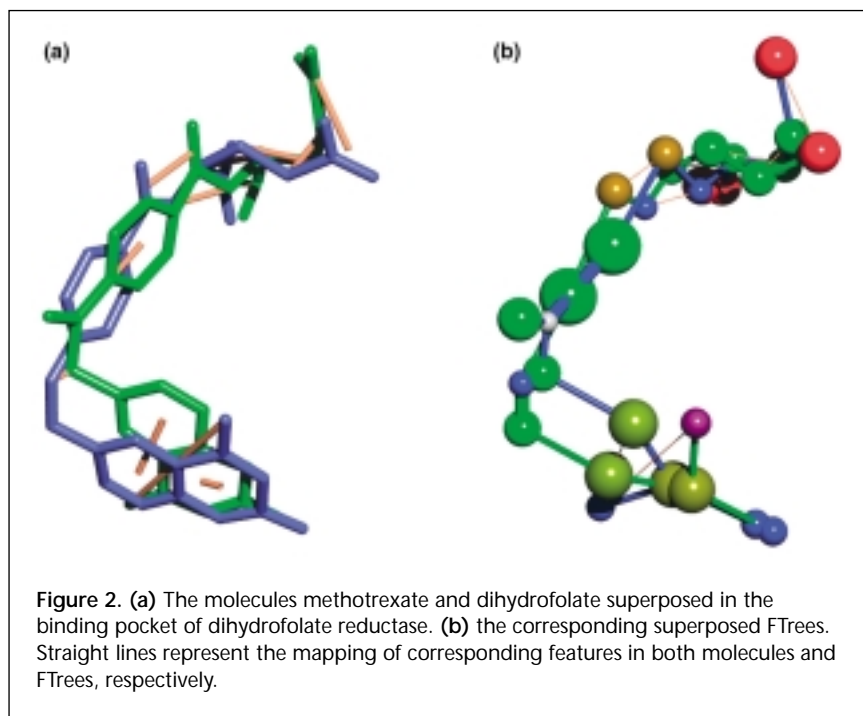 (a)
(b)
Figure 2. (a) The molecules methotrexate and dihydrofolate superposed in the
binding pocket of dihydrofolate reductase. (b) the corresponding superposed FTrees.
Straight lines represent the mapping of corresponding features in both molecules and
FTrees, respectively.